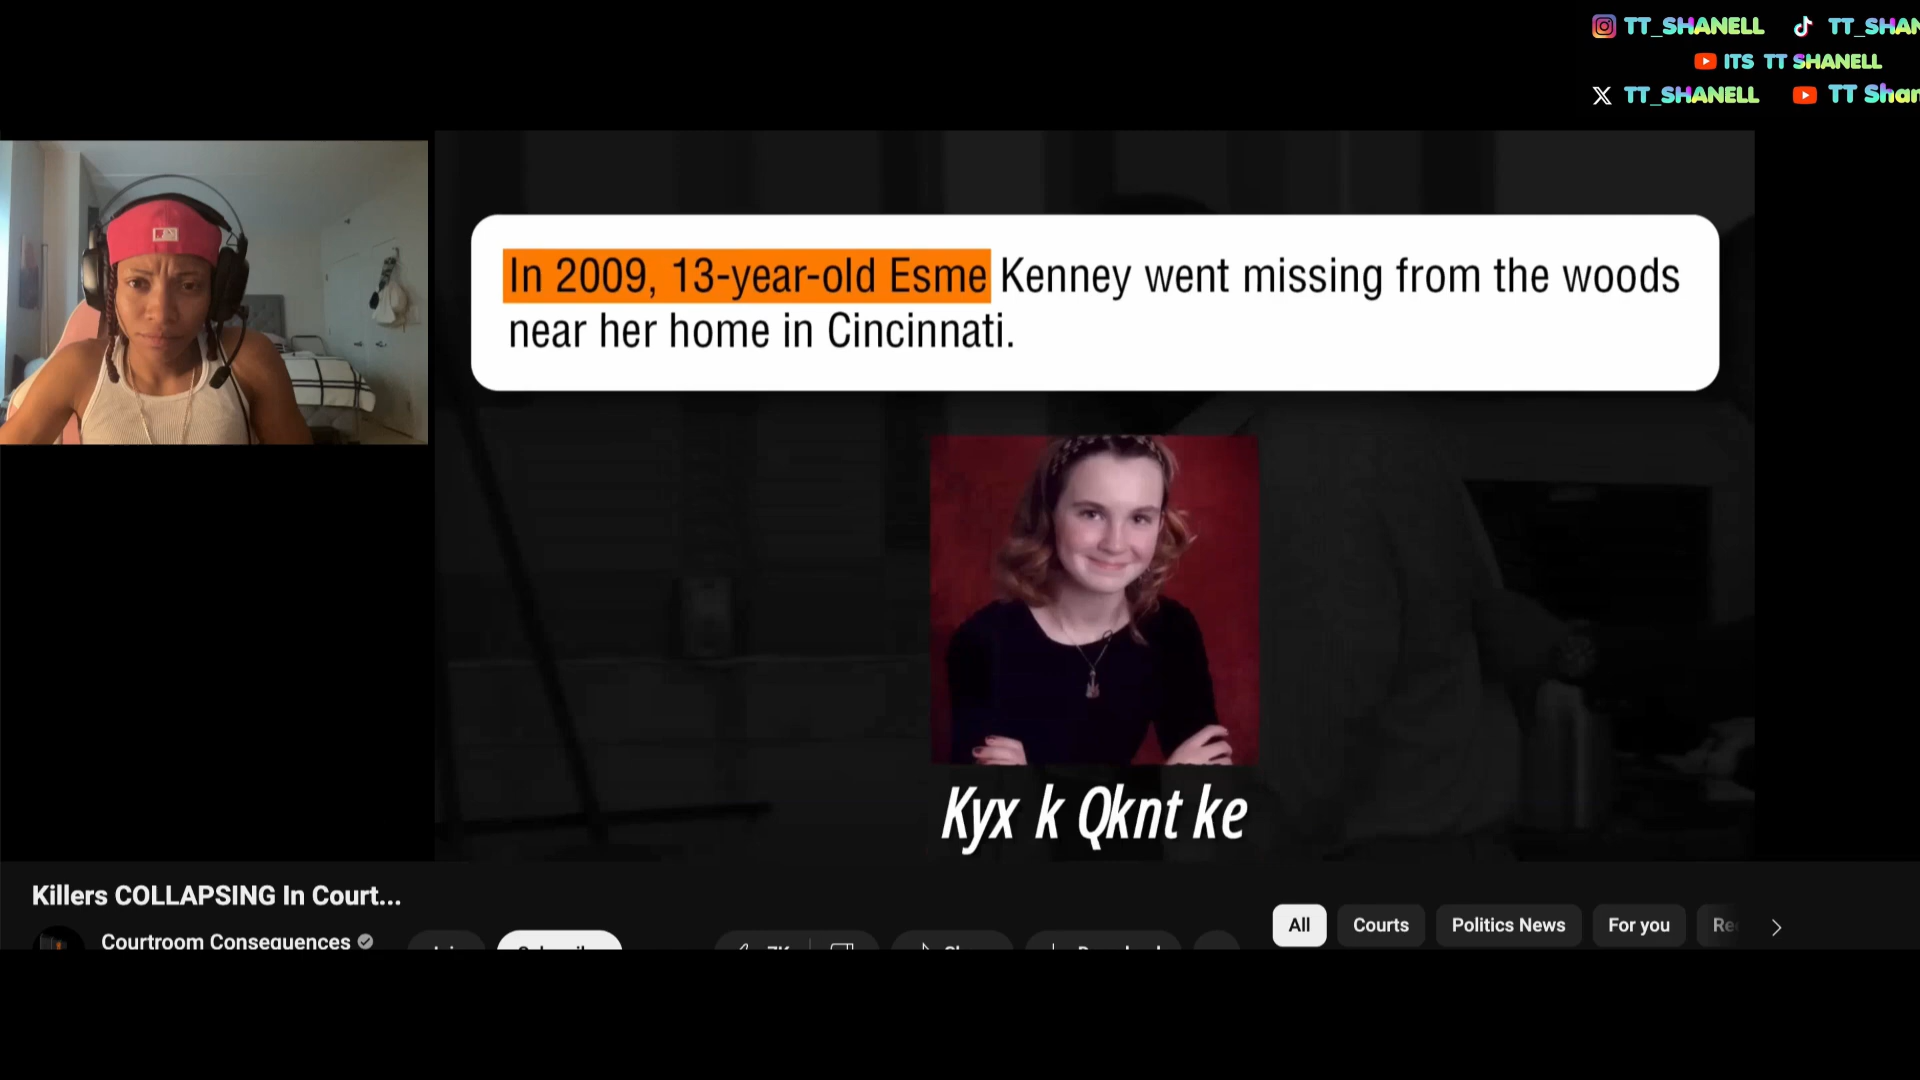 TT_SHANELL TT_SHAN
ITS TT SHANELL
TT_SHANELL TT Shan
In 2009, 13-year-old Esme Kenney went missing from the woods
near her home in Cincinnati.
Kyx k Qknt ke
Killers COLLAPSING In Court...
Courtroom Consequences
All Courts Politics News For you Re